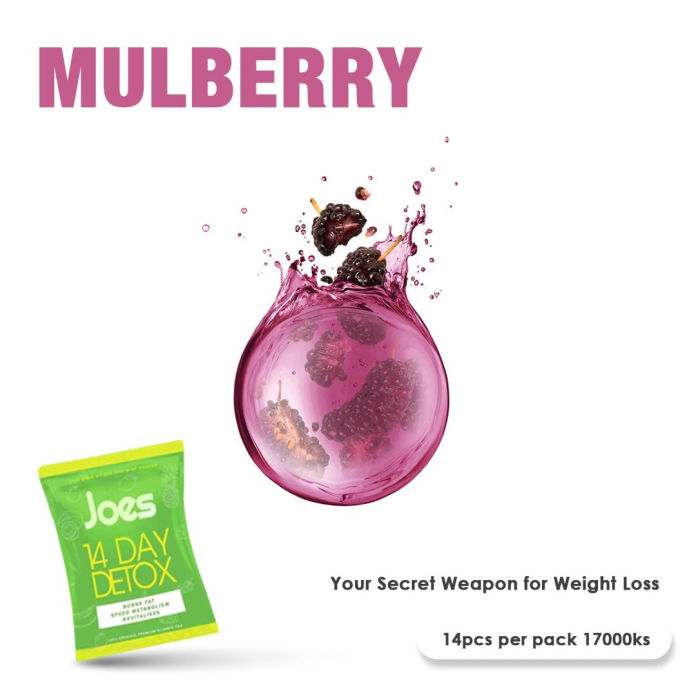 MULBERRY
Joes
14 DAY
DETOX
BURNS FAT
SPEED METABOLISM
REVITALISES
Your Secret Weapon for Weight Loss
14pcs per pack 17000ks